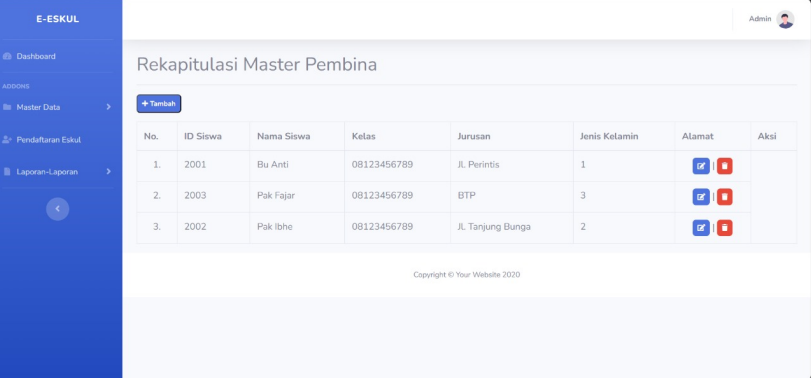 E-ESKUL
Admin
Dashboard
ADDONS
Master Data
Pendaftaran Eskul
Laporan-Laporan
Rekapitulasi Master Pembina
+ Tambah
No. ID Siswa Nama Siswa Kelas Jurusan Jenis Kelamin Alamat Aksi
1. 2001 Bu Anti 08123456789 Jl. Perintis 1 |
2. 2003 Pak Fajar 08123456789 BTP 3 |
3. 2002 Pak Ibhe 08123456789 Jl. Tanjung Bunga 2 |
Copyright © Your Website 2020